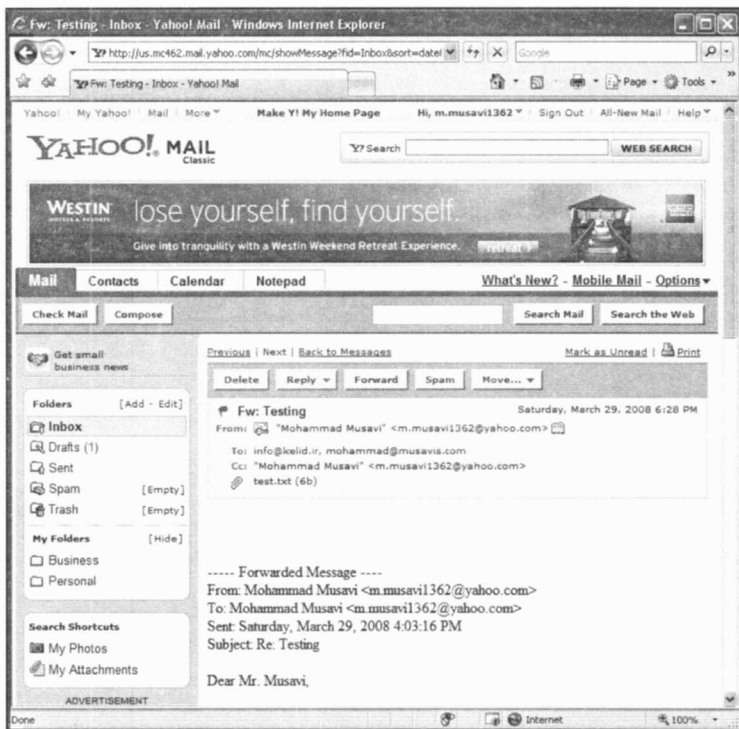 Fw: Testing - Inbox - Yahoo! Mail - Windows Internet Explorer
http://us.mc462.mail.yahoo.com/mc/showMessage?fid=Inbox&sort=date
Google
Fw: Testing - Inbox - Yahoo! Mail
Page Tools
Yahoo! My Yahoo! Mail More Make Y! My Home Page Hi, m.musavi1362 Sign Out All-New Mail Help
YAHOO! MAIL
Classic
Y? Search WEB SEARCH
WESTIN
HOTELS & RESORTS
lose yourself, find yourself.
Give into tranquility with a Westin Weekend Retreat Experience. retreat >
Mail Contacts Calendar Notepad What's New? - Mobile Mail - Options
Check Mail Compose Search Mail Search the Web
Get small
business news
Previous | Next | Back to Messages Mark as Unread | Print
Delete Reply Forward Spam Move...
Folders [Add - Edit]
Inbox
Drafts (1)
Sent
Spam [Empty]
Trash [Empty]
My Folders [Hide]
Business
Personal
Search Shortcuts
My Photos
My Attachments
ADVERTISEMENT
Fw: Testing Saturday, March 29, 2008 6:28 PM
From: "Mohammad Musavi" <m.musavi1362@yahoo.com>
To: info@kelid.ir, mohammad@musavis.com
Cc: "Mohammad Musavi" <m.musavi1362@yahoo.com>
test.txt (6b)
----- Forwarded Message ----
From: Mohammad Musavi <m.musavi1362@yahoo.com>
To: Mohammad Musavi <m.musavi1362@yahoo.com>
Sent: Saturday, March 29, 2008 4:03:16 PM
Subject: Re: Testing
Dear Mr. Musavi,
Done Internet 100%